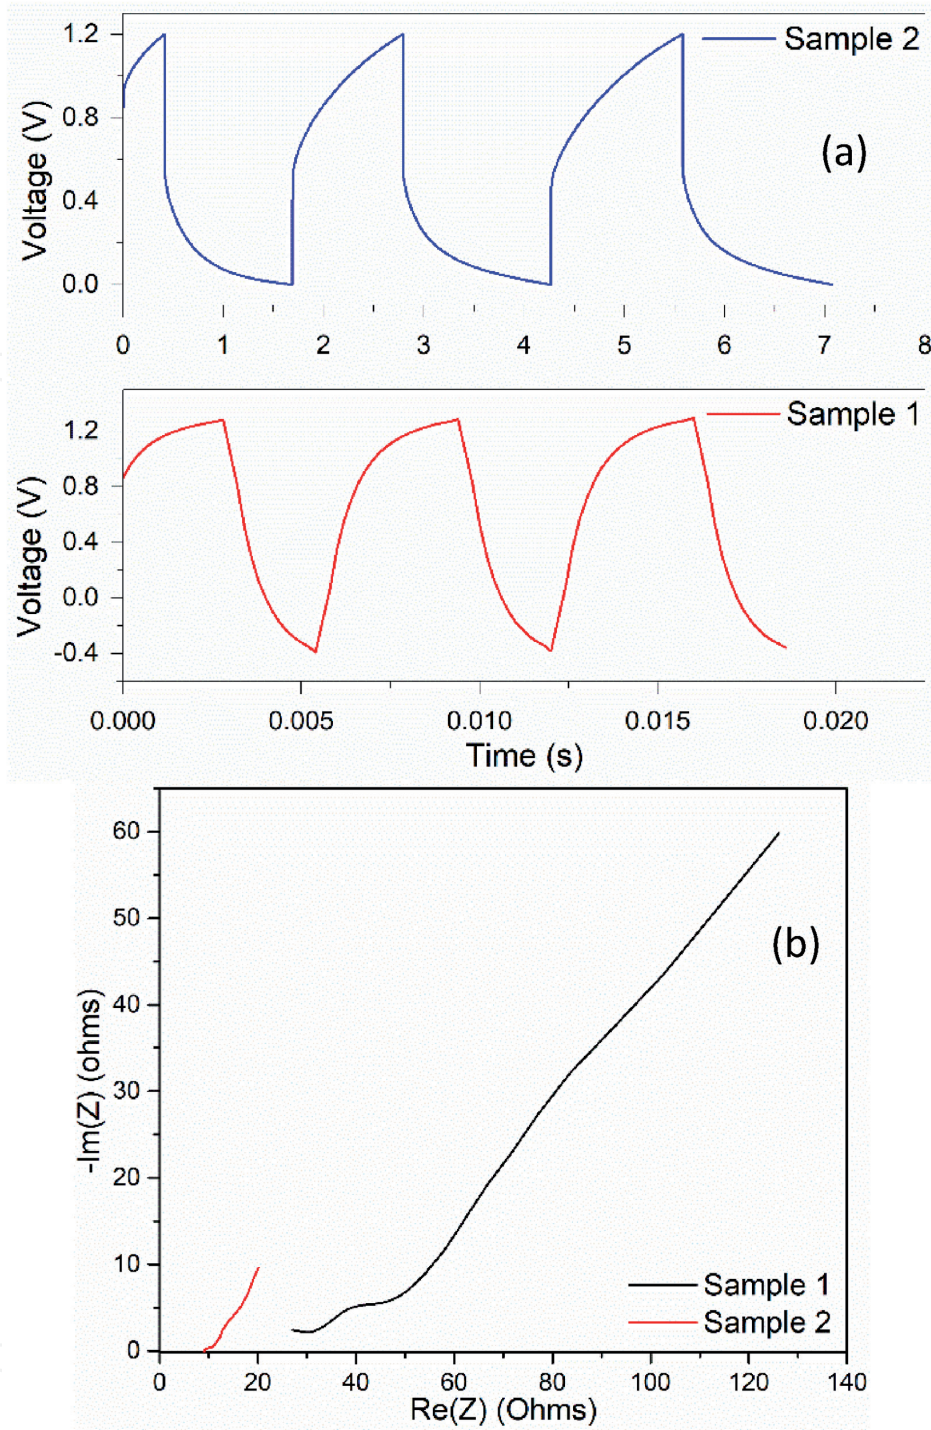 1.2
0.8
0.4
0.0
Voltage (V)
Sample 2
(a)
0 1 2 3 4 5 6 7 8
1.2
0.8
0.4
0.0
-0.4
Voltage (V)
Sample 1
0.000 0.005 0.010 0.015 0.020
Time (s)
60
50
40
30
20
10
0
-Im(Z) (ohms)
(b)
Sample 1
Sample 2
0 20 40 60 80 100 120 140
Re(Z) (Ohms)